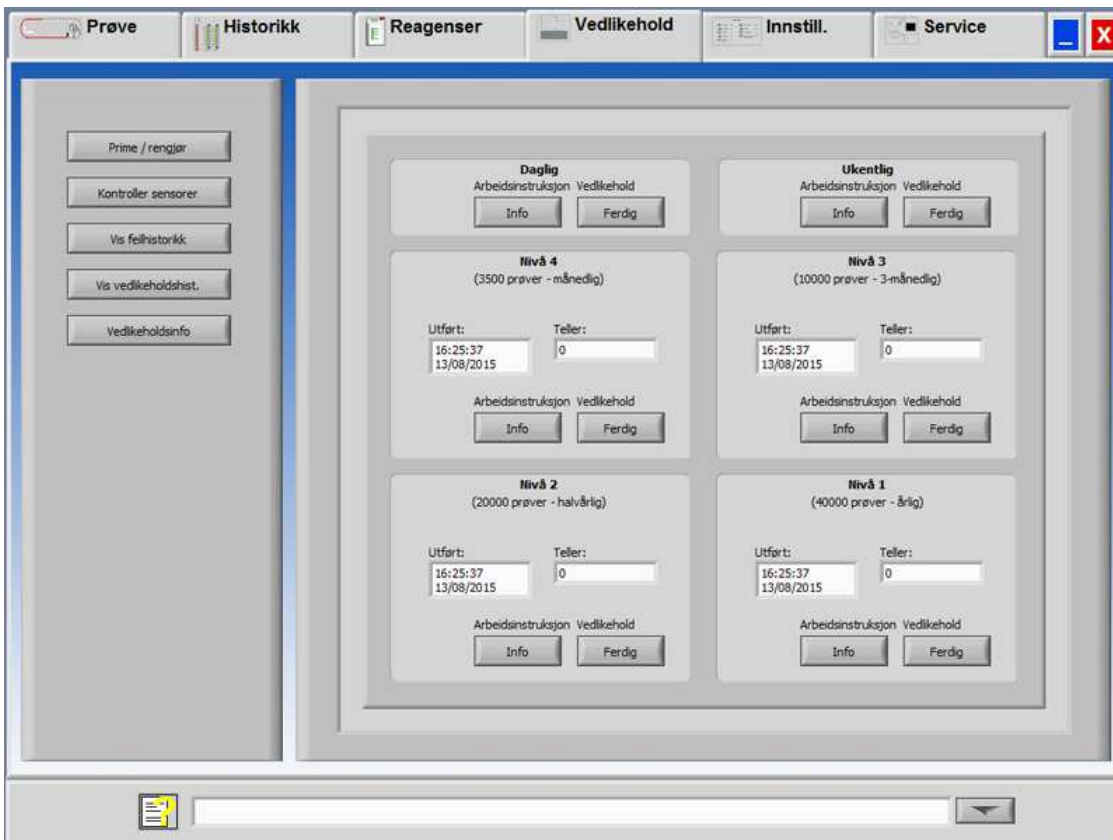 Prøve
Historikk
Reagenser
Vedlikehold
Innstill.
Service
X
Prime / rengjør
Kontroller sensorer
Vis feilhistorikk
Vis vedlikeholdshist.
Vedlikeholdsinfo
Daglig
Arbeidsinstruksjon Vedlikehold
Info Ferdig
Ukentlig
Arbeidsinstruksjon Vedlikehold
Info Ferdig
Nivå 4
(3500 prøver - månedlig)
Utført: Teller:
16:25:37 0
13/08/2015
Arbeidsinstruksjon Vedlikehold
Info Ferdig
Nivå 3
(10000 prøver - 3-månedlig)
Utført: Teller:
16:25:37 0
13/08/2015
Arbeidsinstruksjon Vedlikehold
Info Ferdig
Nivå 2
(20000 prøver - halvårlig)
Utført: Teller:
16:25:37 0
13/08/2015
Arbeidsinstruksjon Vedlikehold
Info Ferdig
Nivå 1
(40000 prøver - årlig)
Utført: Teller:
16:25:37 0
13/08/2015
Arbeidsinstruksjon Vedlikehold
Info Ferdig
?